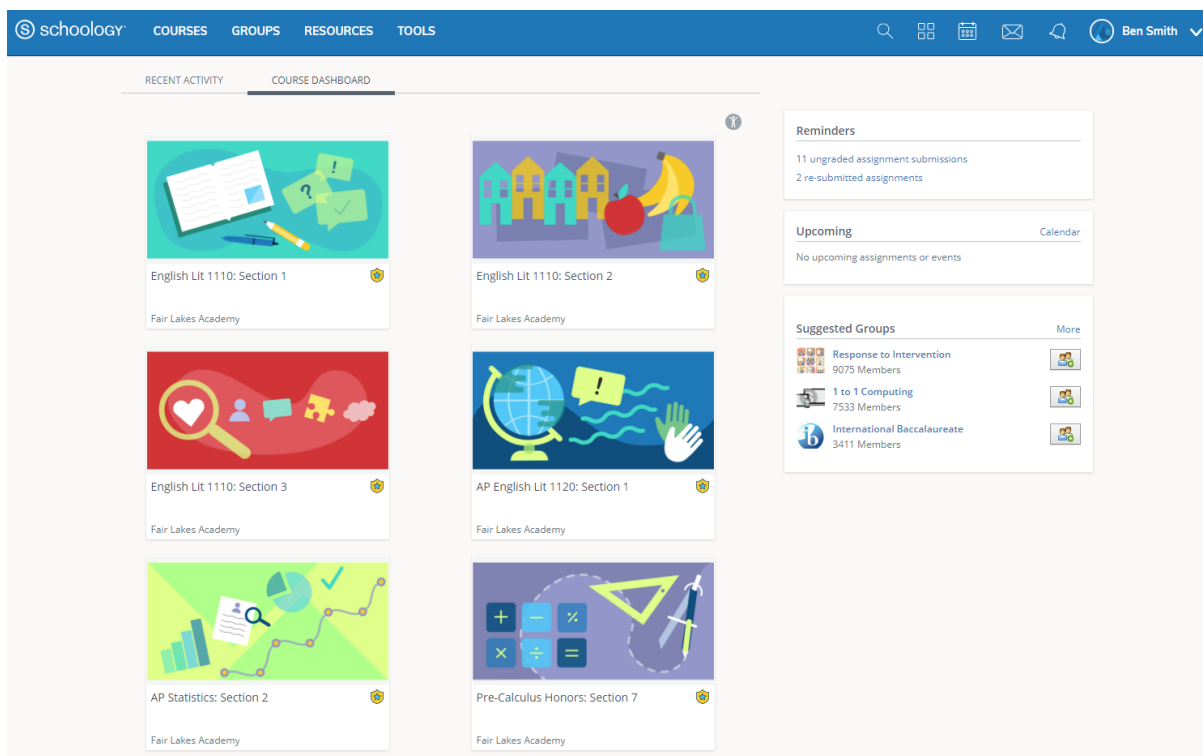 schoology
COURSES GROUPS RESOURCES TOOLS
Ben Smith
RECENT ACTIVITY COURSE DASHBOARD
English Lit 1110: Section 1
Fair Lakes Academy
English Lit 1110: Section 2
Fair Lakes Academy
English Lit 1110: Section 3
Fair Lakes Academy
AP English Lit 1120: Section 1
Fair Lakes Academy
AP Statistics: Section 2
Fair Lakes Academy
Pre-Calculus Honors: Section 7
Fair Lakes Academy
Reminders
11 ungraded assignment submissions
2 re-submitted assignments
Upcoming Calendar
No upcoming assignments or events
Suggested Groups More
Response to Intervention
9075 Members
1 to 1 Computing
7533 Members
International Baccalaureate
3411 Members